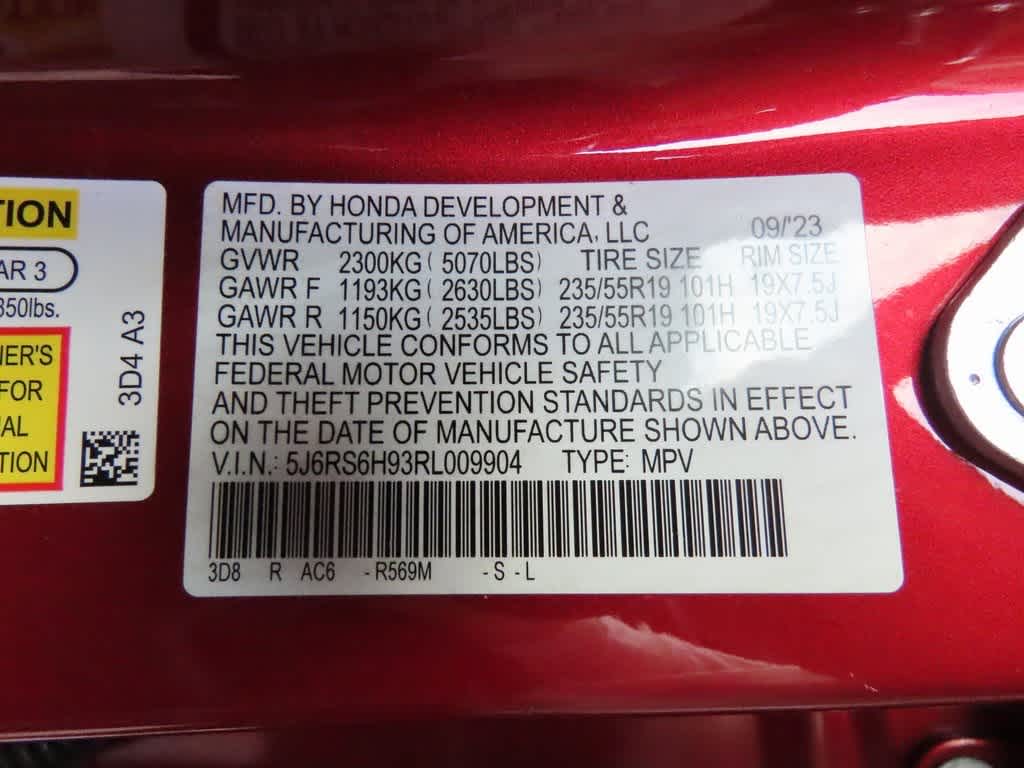 TION
AR 3
850lbs.
NER'S
FOR
AL
TION
3D4 A3
MFD. BY HONDA DEVELOPMENT &
MANUFACTURING OF AMERICA, LLC 09/'23
GVWR 2300KG ( 5070LBS) TIRE SIZE RIM SIZE
GAWR F 1193KG ( 2630LBS) 235/55R19 101H 19X7.5J
GAWR R 1150KG ( 2535LBS) 235/55R19 101H 19X7.5J
THIS VEHICLE CONFORMS TO ALL APPLICABLE
FEDERAL MOTOR VEHICLE SAFETY
AND THEFT PREVENTION STANDARDS IN EFFECT
ON THE DATE OF MANUFACTURE SHOWN ABOVE.
V.I.N.: 5J6RS6H93RL009904 TYPE: MPV
3D8 R AC6 - R569M - S - L